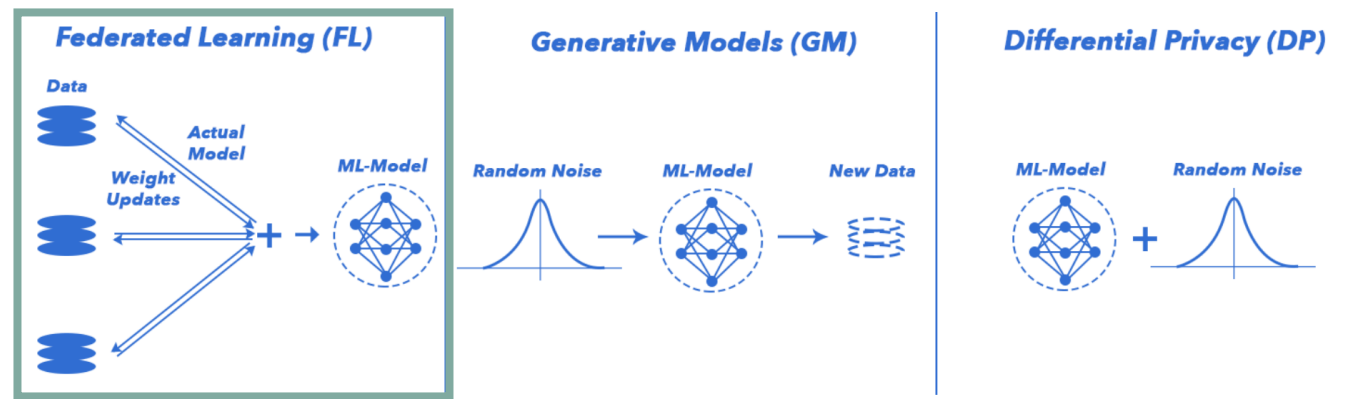 Federated Learning (FL)
Data
Actual
Model
Weight
Updates
ML-Model
Generative Models (GM)
Random Noise
ML-Model
New Data
Differential Privacy (DP)
ML-Model
Random Noise